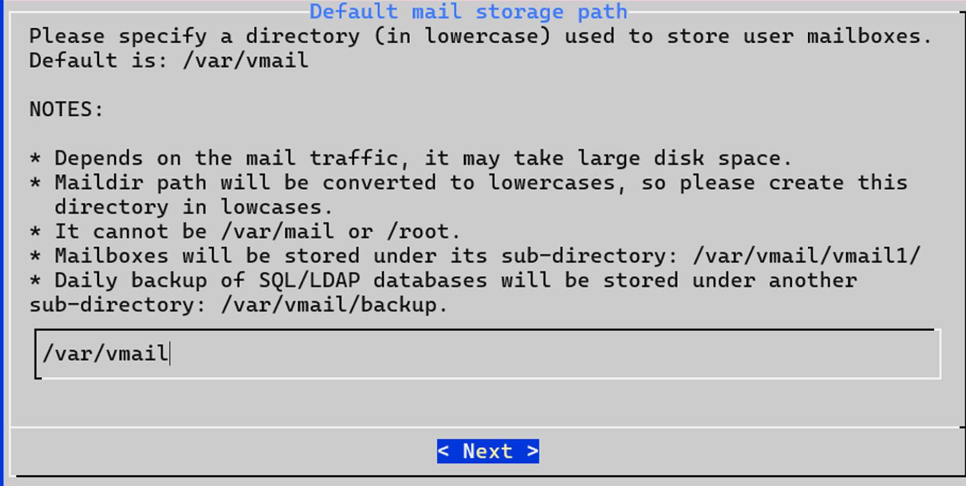 Default mail storage path
Please specify a directory (in lowercase) used to store user mailboxes.
Default is: /var/vmail
NOTES:
* Depends on the mail traffic, it may take large disk space.
* Maildir path will be converted to lowercases, so please create this
directory in lowcases.
* It cannot be /var/mail or /root.
* Mailboxes will be stored under its sub-directory: /var/vmail/vmail1/
* Daily backup of SQL/LDAP databases will be stored under another
sub-directory: /var/vmail/backup.
/var/vmail
< Next >